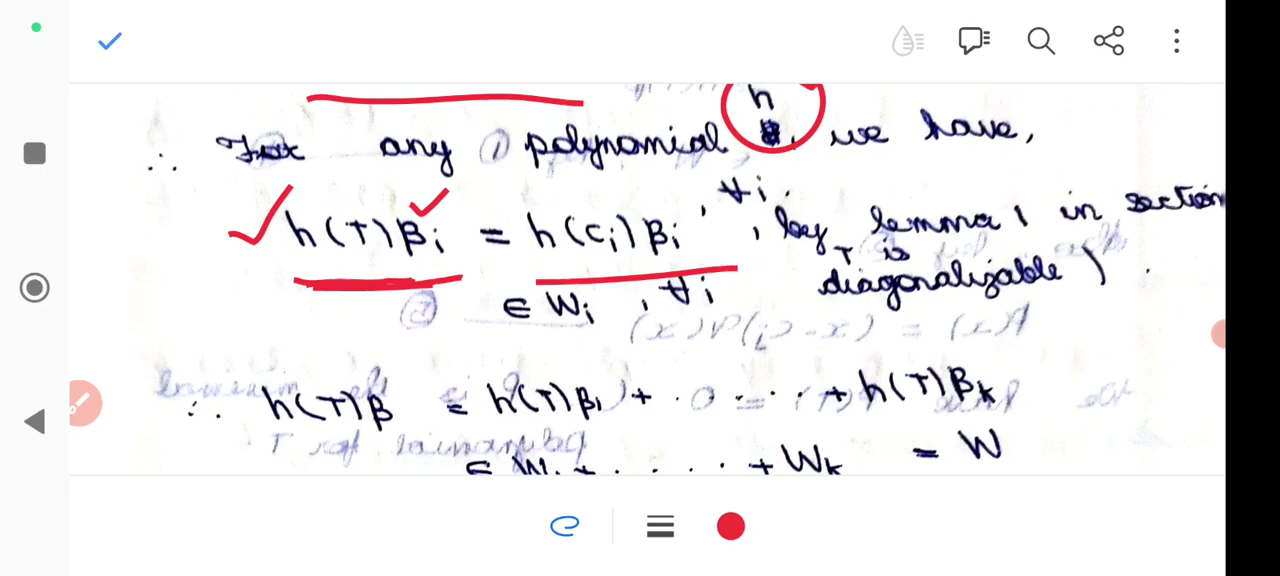 h
∴ For any polynomial , we have,
h(T)βᵢ = h(cᵢ)βᵢ , ∀i. , by lemma 1 in section
T is
∈ Wᵢ , ∀i diagonalizable) .
∴ h(T)β = h(T)β₁ + . . . . + h(T)βₖ
∈ W₁ + . . . . + Wₖ = W